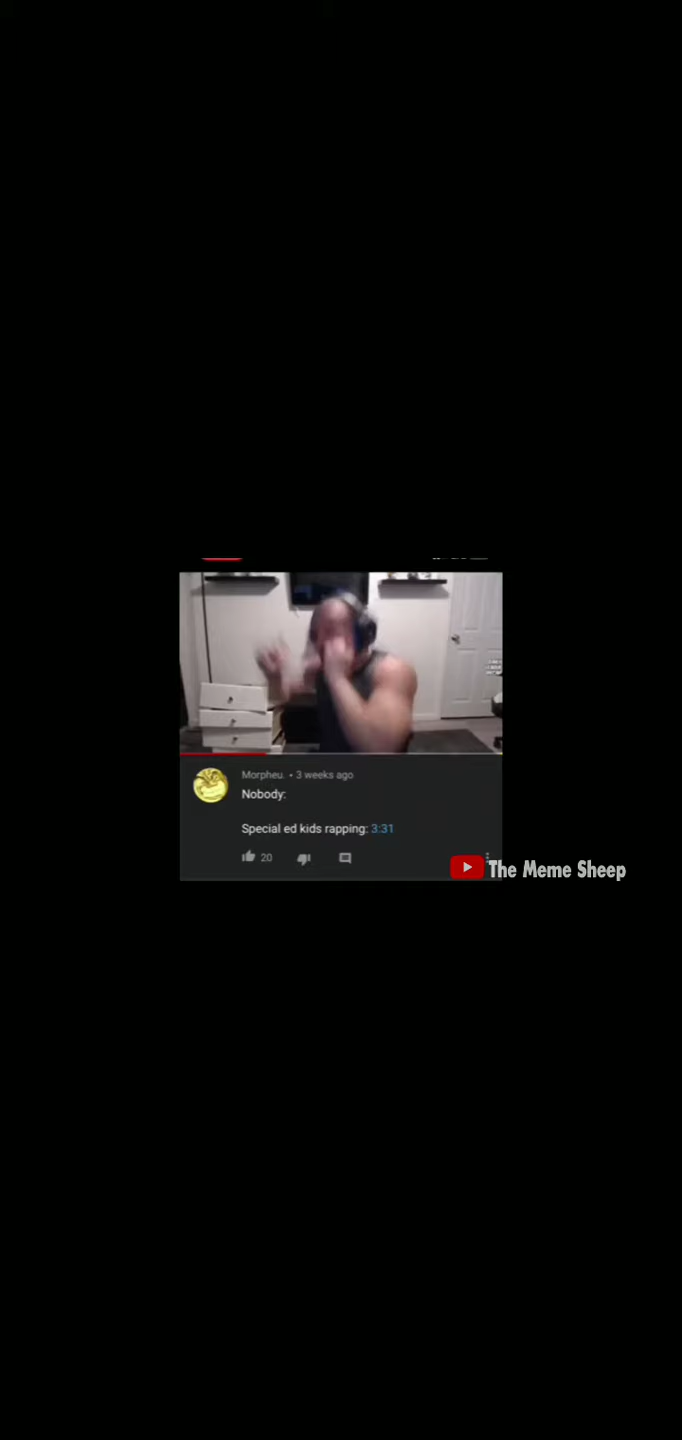 Morpheu. • 3 weeks ago
Nobody:
Special ed kids rapping: 3:31
20
The Meme Sheep